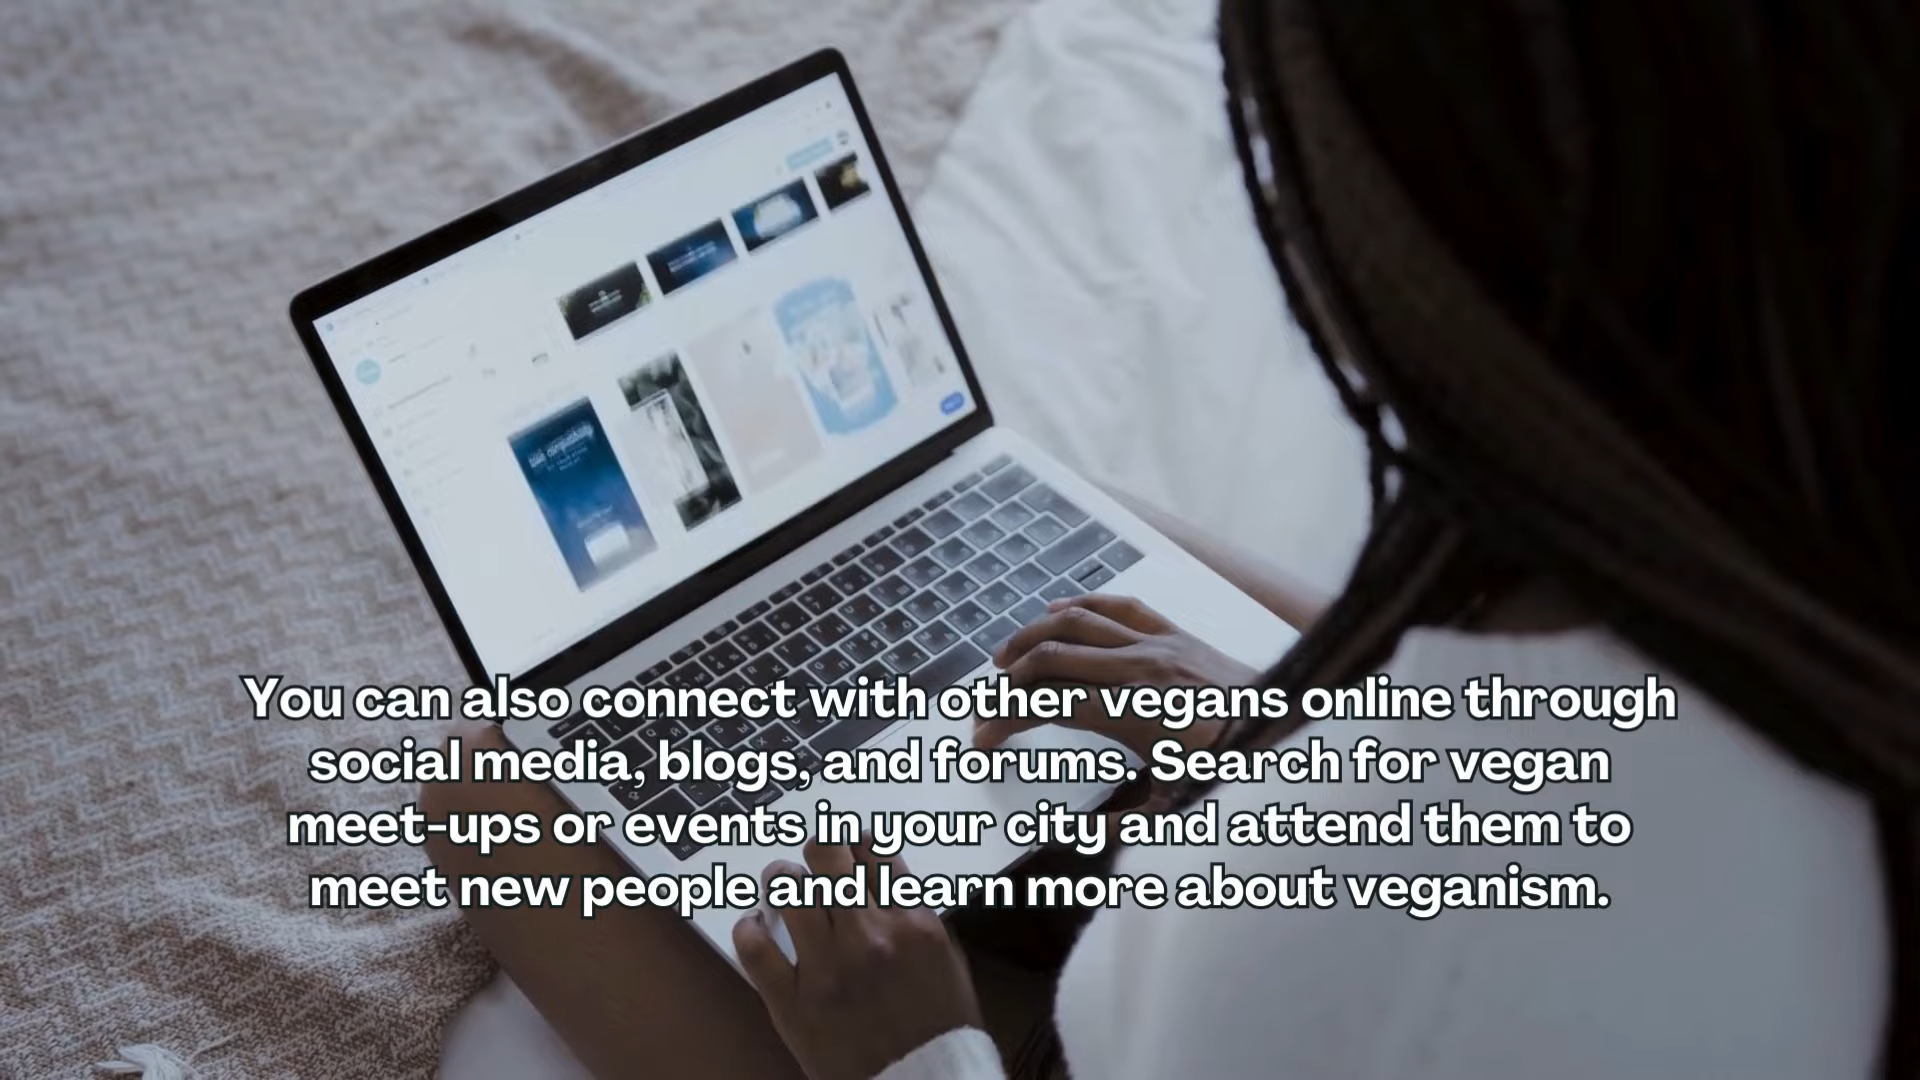 You can also connect with other vegans online through
social media, blogs, and forums. Search for vegan
meet-ups or events in your city and attend them to
meet new people and learn more about veganism.